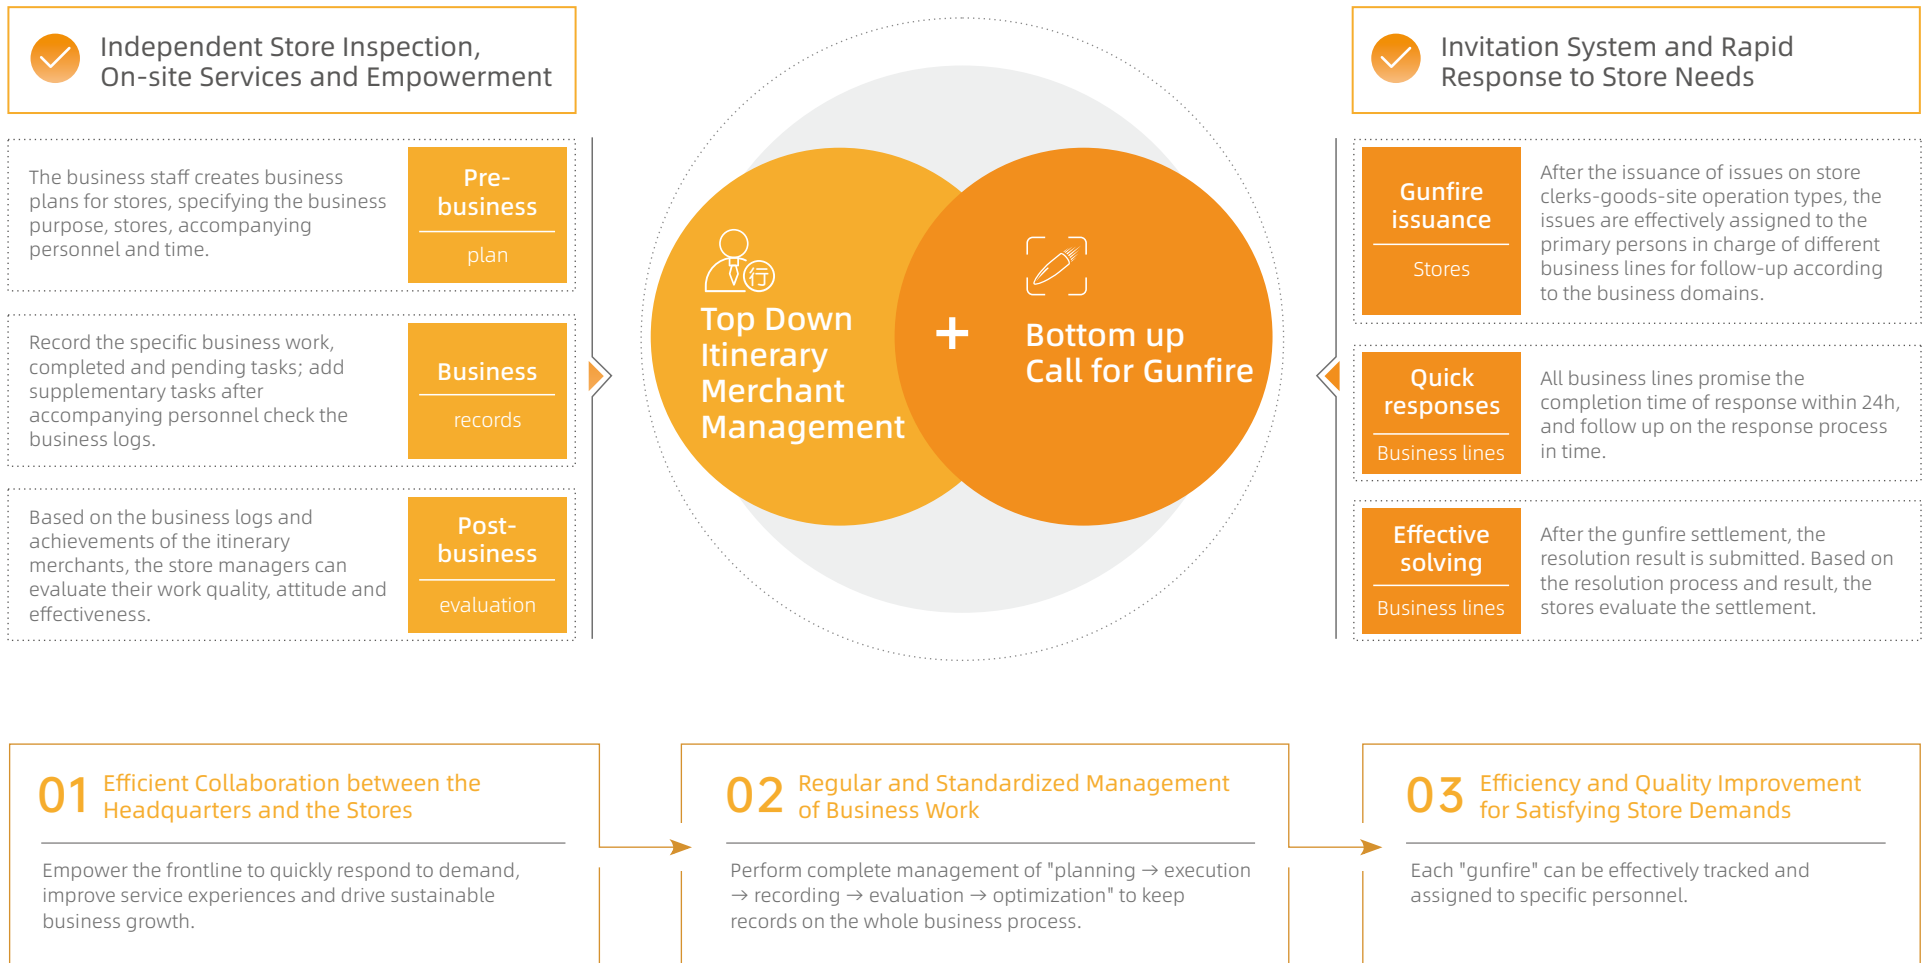 Independent Store Inspection,
On-site Services and Empowerment
The business staff creates business
plans for stores, specifying the business
purpose, stores, accompanying
personnel and time.
Pre-
business
plan
Record the specific business work,
completed and pending tasks; add
supplementary tasks after
accompanying personnel check the
business logs.
Business
records
Based on the business logs and
achievements of the itinerary
merchants, the store managers can
evaluate their work quality, attitude and
effectiveness.
Post-
business
evaluation
行
Top Down
Itinerary
Merchant
Management
+
Bottom up
Call for Gunfire
Invitation System and Rapid
Response to Store Needs
Gunfire
issuance
Stores
After the issuance of issues on store
clerks-goods-site operation types, the
issues are effectively assigned to the
primary persons in charge of different
business lines for follow-up according
to the business domains.
Quick
responses
Business lines
All business lines promise the
completion time of response within 24h,
and follow up on the response process
in time.
Effective
solving
Business lines
After the gunfire settlement, the
resolution result is submitted. Based on
the resolution process and result, the
stores evaluate the settlement.
01 Efficient Collaboration between the
Headquarters and the Stores
Empower the frontline to quickly respond to demand,
improve service experiences and drive sustainable
business growth.
02 Regular and Standardized Management
of Business Work
Perform complete management of "planning → execution
→ recording → evaluation → optimization" to keep
records on the whole business process.
03 Efficiency and Quality Improvement
for Satisfying Store Demands
Each "gunfire" can be effectively tracked and
assigned to specific personnel.